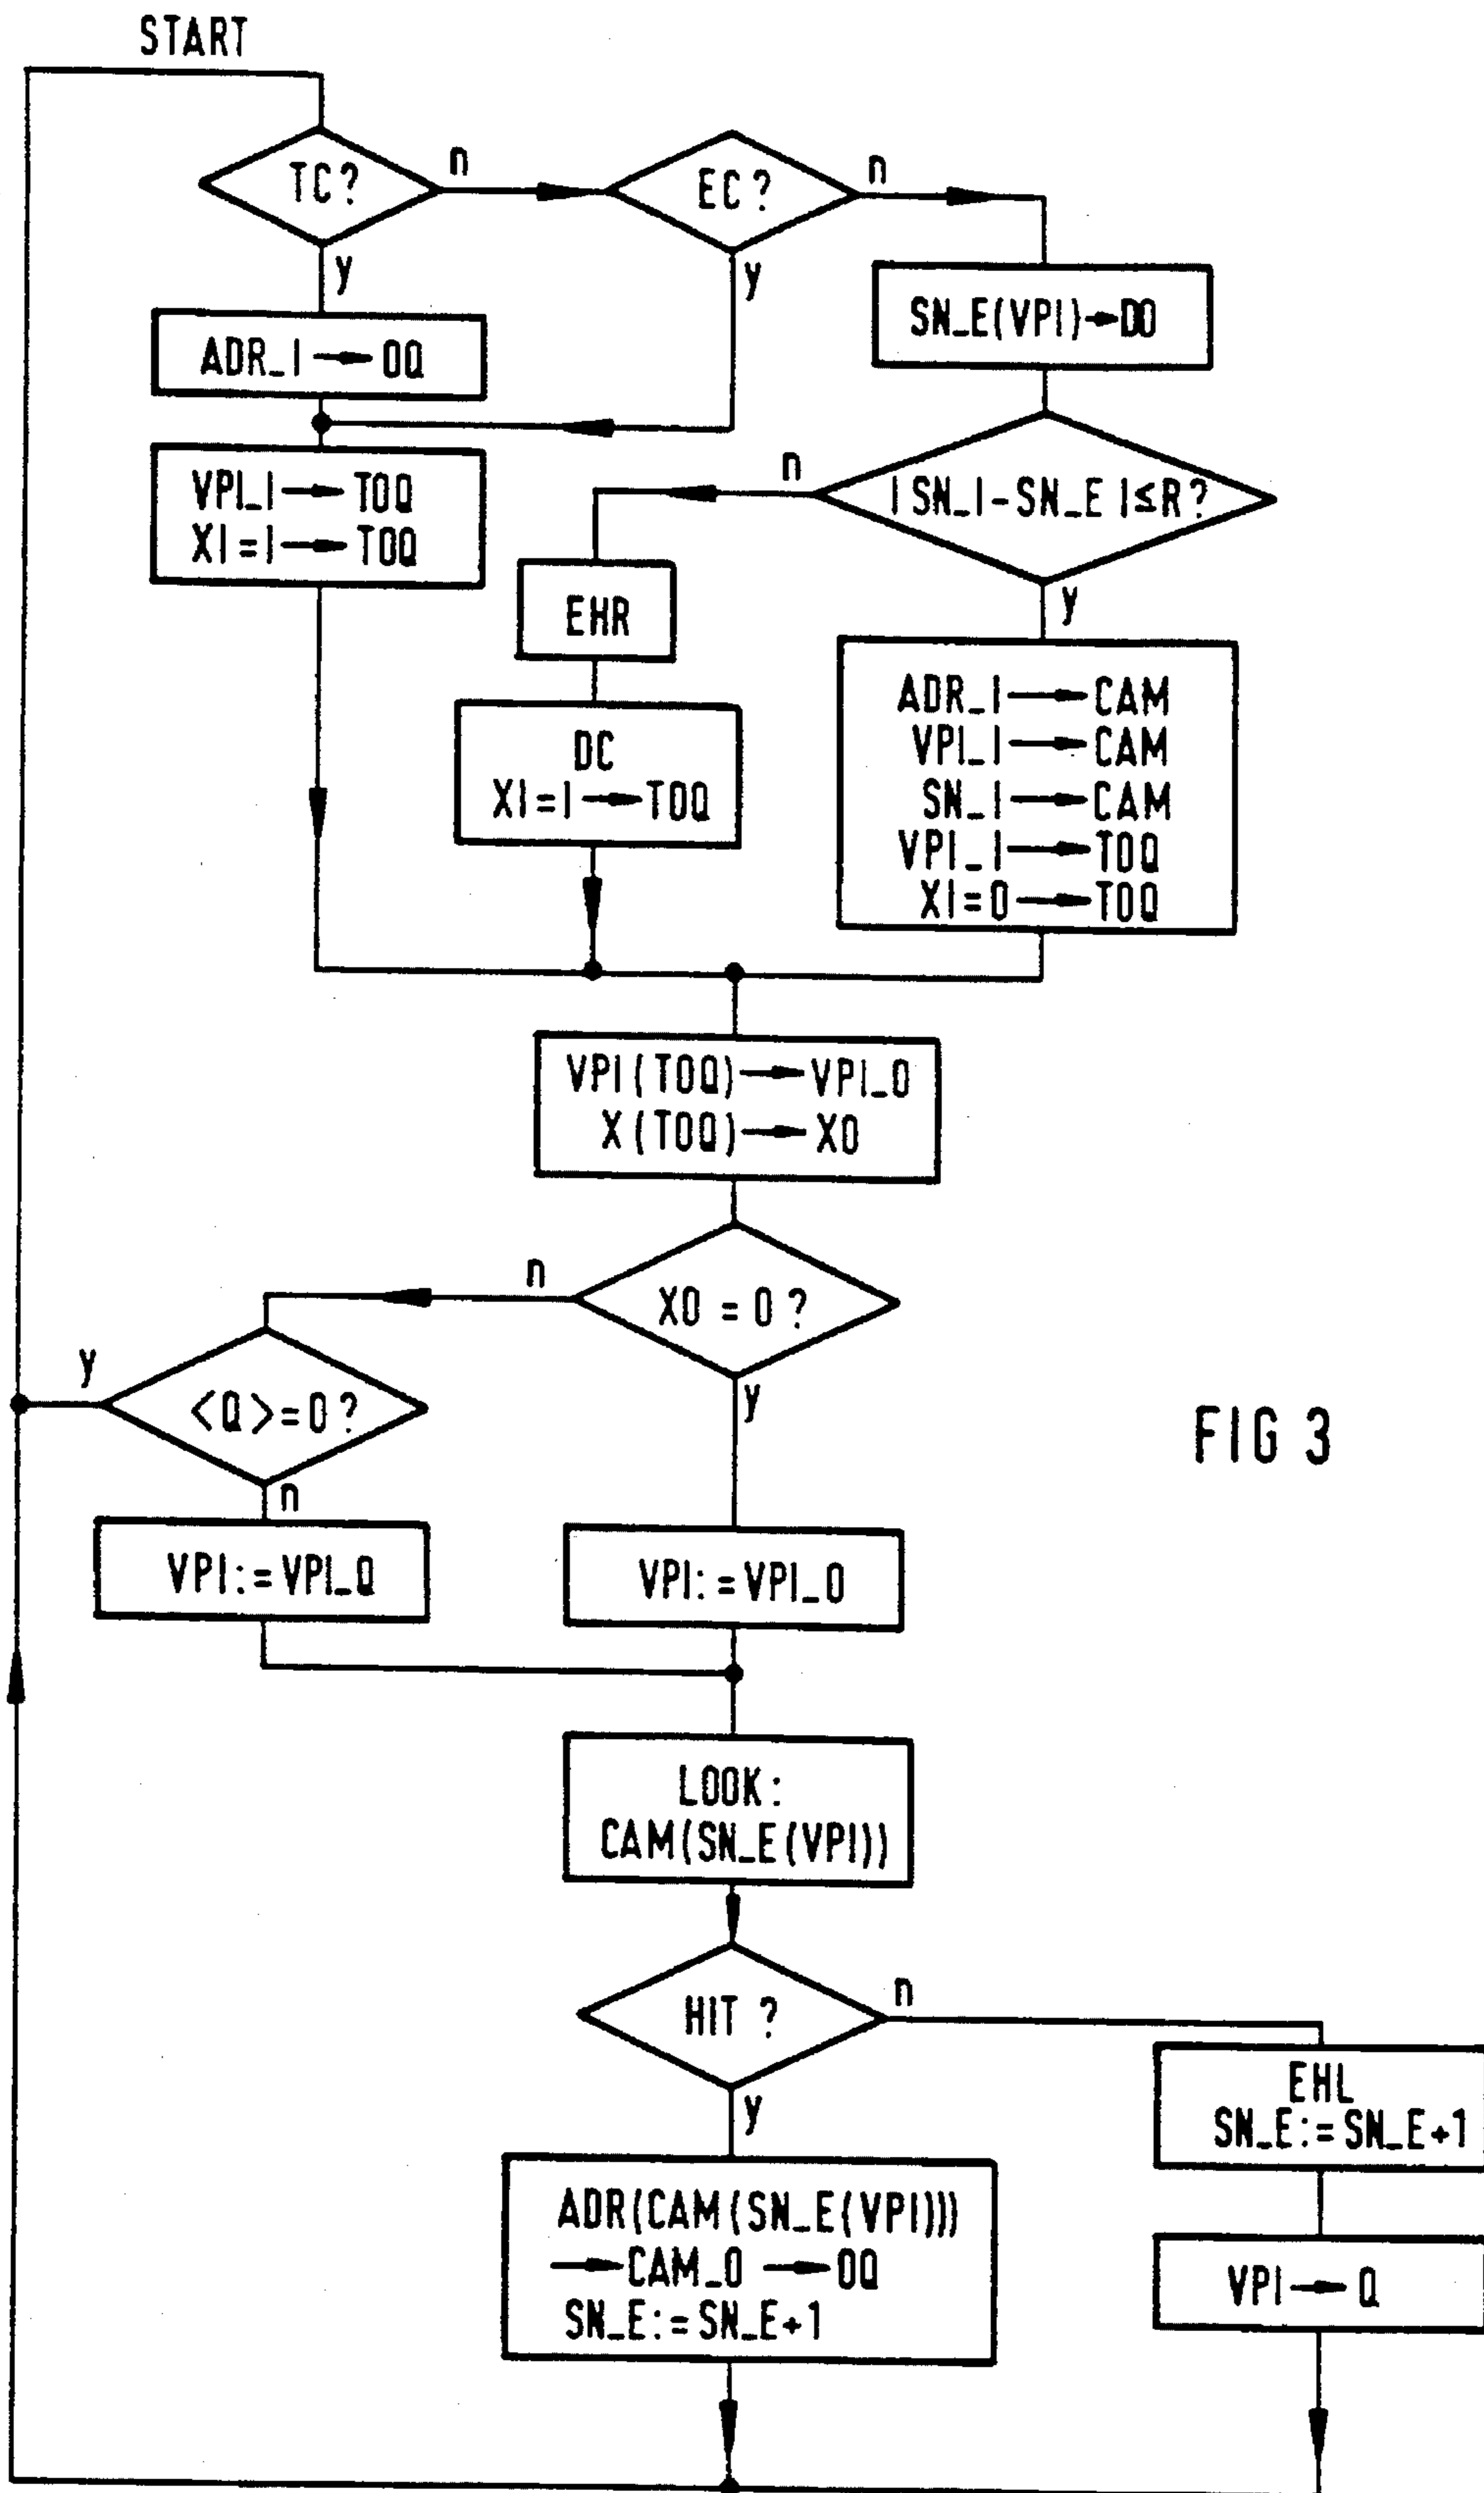 START
TC?
n
EC?
n
y
y
SN_E(VPI)→DO
ADR_I→OQ
VPI_I→TOQ
XI=1→TOQ
n
|SN_I-SN_E|≤R?
y
EHR
DC
XI=1→TOQ
ADR_I→CAM
VPI_I→CAM
SN_I→CAM
VPI_I→TOQ
XI=0→TOQ
VPI(TOQ)→VPI_O
X(TOQ)→XO
n
XO=0?
y
y
<Q>=0?
n
FIG 3
VPI:=VPI_Q
VPI:=VPI_O
LOOK:
CAM(SN_E(VPI))
HIT ?
n
y
EHL
SN_E:=SN_E+1
ADR(CAM(SN_E(VPI)))
→CAM_O→OQ
SN_E:=SN_E+1
VPI→Q